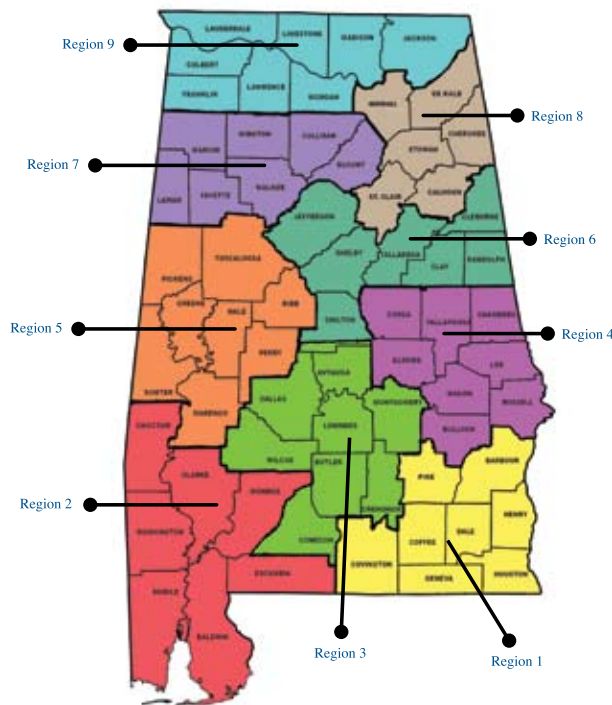 LAUDERDALE
LIMESTONE
MADISON
JACKSON
Region 9
COLBERT
FRANKLIN
LAWRENCE
MORGAN
DE KALB
MARSHALL
CHEROKEE
Region 8
ETOWAH
WINSTON
CULLMAN
MARION
BLOUNT
Region 7
WALKER
LAMAR
FAYETTE
ST. CLAIR
CALHOUN
CLEBURNE
JEFFERSON
Region 6
SHELBY
TALLADEGA
CLAY
RANDOLPH
TUSCALOOSA
PICKENS
BIBB
GREENE
HALE
CHILTON
COOSA
TALLAPOOSA
CHAMBERS
Region 5
Region 4
PERRY
ELMORE
LEE
AUTAUGA
SUMTER
DALLAS
MACON
MONTGOMERY
RUSSELL
MARENGO
LOWNDES
BULLOCK
CHOCTAW
WILCOX
BUTLER
BARBOUR
CLARKE
PIKE
MONROE
CRENSHAW
Region 2
HENRY
WASHINGTON
CONECUH
COFFEE
DALE
COVINGTON
ESCAMBIA
GENEVA
HOUSTON
MOBILE
BALDWIN
Region 3
Region 1